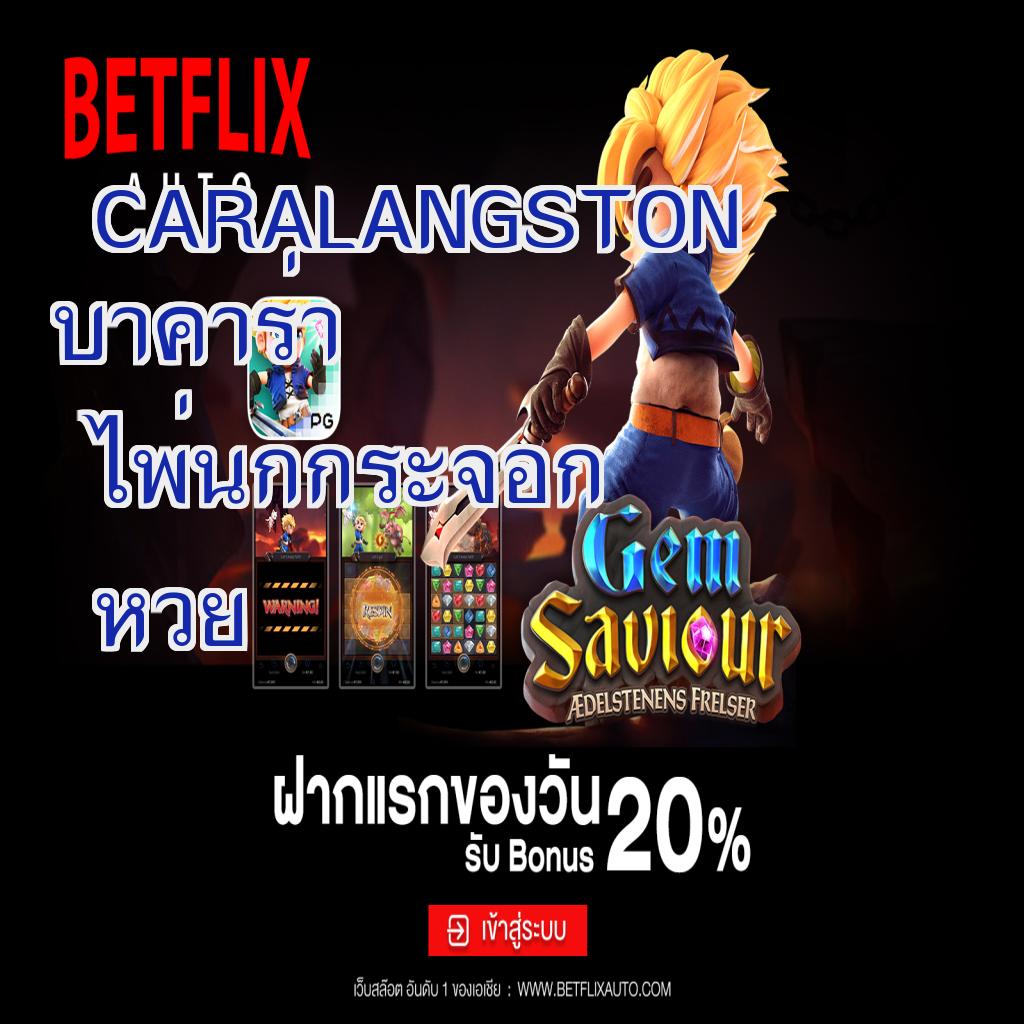 BETFLIX
AUTO
CARALANGSTON
บาคาร่า
PG
ไพ่นกกระจอก
หวย
WARNING!
Gem
Saviour
ÆDELSTENENS FRELSER
ฝากแรกของวัน
รับ Bonus 20%
เข้าสู่ระบบ
เว็บสล๊อต อันดับ 1 ของเอเชีย : WWW.BETFLIXAUTO.COM